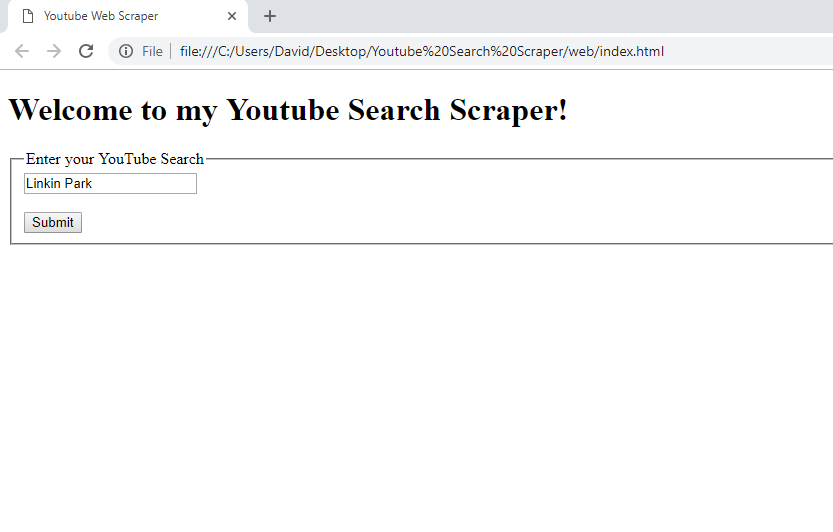 Youtube Web Scraper
File file:///C:/Users/David/Desktop/Youtube%20Search%20Scraper/web/index.html
Welcome to my Youtube Search Scraper!
Enter your YouTube Search
Linkin Park
Submit